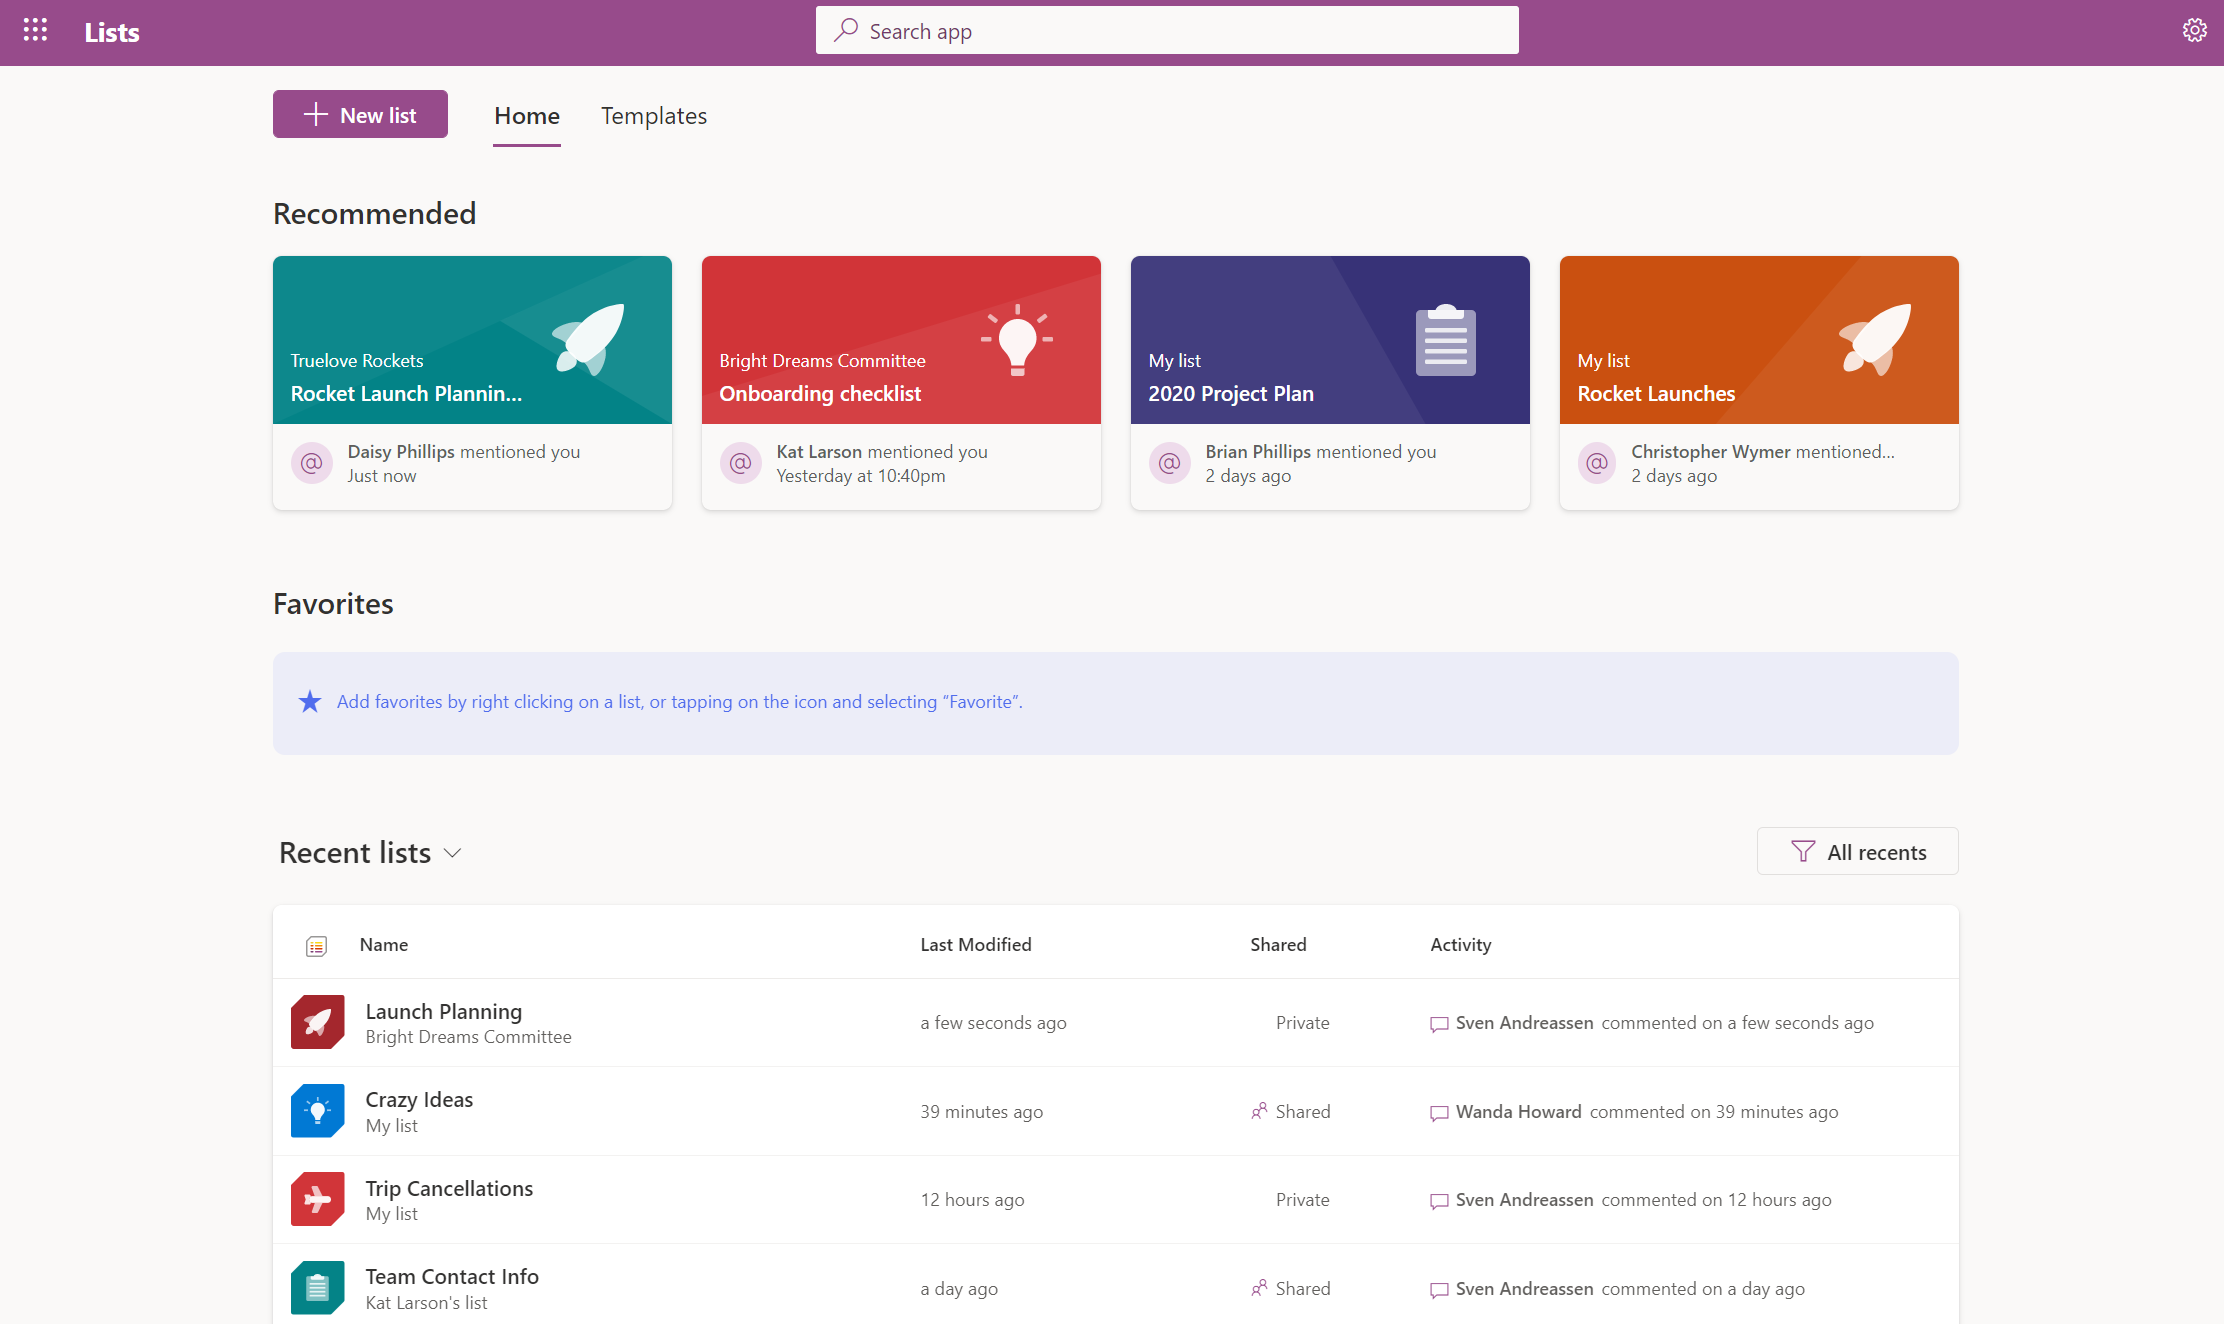 Lists
Search app
New list
Home
Templates
Recommended
Truelove Rockets
Rocket Launch Plannin...
@ Daisy Phillips mentioned you
Just now
Bright Dreams Committee
Onboarding checklist
@ Kat Larson mentioned you
Yesterday at 10:40pm
My list
2020 Project Plan
@ Brian Phillips mentioned you
2 days ago
My list
Rocket Launches
@ Christopher Wymer mentioned...
2 days ago
Favorites
Add favorites by right clicking on a list, or tapping on the icon and selecting “Favorite”.
Recent lists
All recents
Name Last Modified Shared Activity
Launch Planning
Bright Dreams Committee
a few seconds ago
Private
Sven Andreassen commented on a few seconds ago
Crazy Ideas
My list
39 minutes ago
Shared
Wanda Howard commented on 39 minutes ago
Trip Cancellations
My list
12 hours ago
Private
Sven Andreassen commented on 12 hours ago
Team Contact Info
Kat Larson's list
a day ago
Shared
Sven Andreassen commented on a day ago